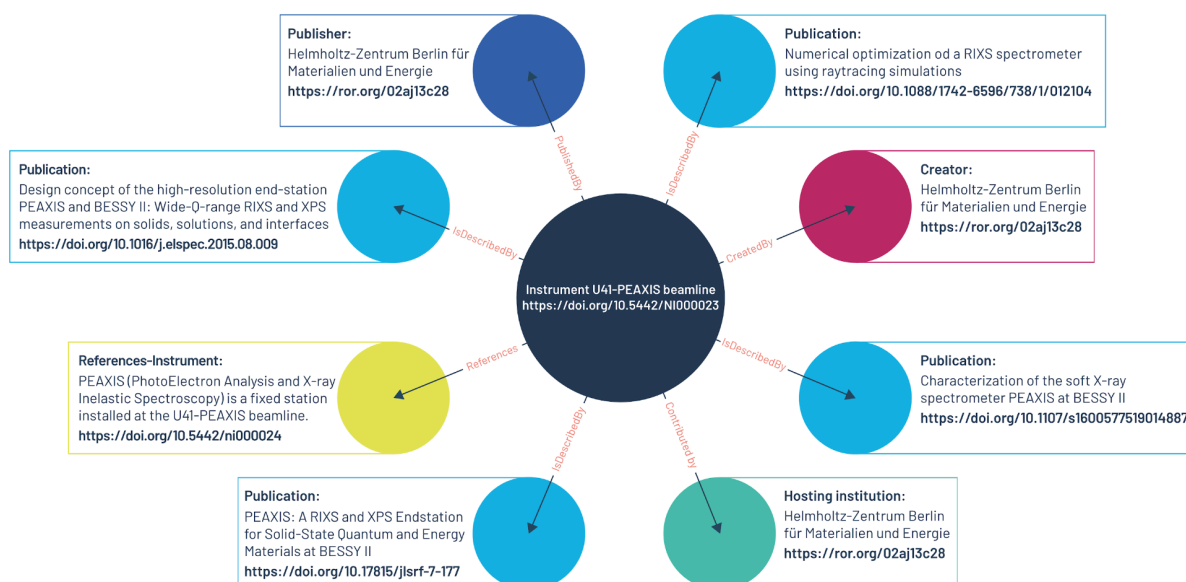 Publisher:
Helmholtz-Zentrum Berlin für
Materialien und Energie
https://ror.org/02aj13c28
PublishedBy
Publication:
Numerical optimization od a RIXS spectrometer
using raytracing simulations
https://doi.org/10.1088/1742-6596/738/1/012104
IsDescribedBy
Publication:
Design concept of the high-resolution end-station
PEAXIS and BESSY II: Wide-Q-range RIXS and XPS
measurements on solids, solutions, and interfaces
https://doi.org/10.1016/j.elspec.2015.08.009
IsDescribedBy
Creator:
Helmholtz-Zentrum Berlin
für Materialien und Energie
https://ror.org/02aj13c28
CreatedBy
Instrument U41-PEAXIS beamline
https://doi.org/10.5442/NI000023
References-Instrument:
PEAXIS (PhotoElectron Analysis and X-ray
Inelastic Spectroscopy) is a fixed station
installed at the U41-PEAXIS beamline.
https://doi.org/10.5442/ni000024
References
IsDescribedBy
Publication:
Characterization of the soft X-ray
spectrometer PEAXIS at BESSY II
https://doi.org/10.1107/s1600577519014887
Publication:
PEAXIS: A RIXS and XPS Endstation
for Solid-State Quantum and Energy
Materials at BESSY II
https://doi.org/10.17815/jlsrf-7-177
IsDescribedBy
Contributed by
Hosting institution:
Helmholtz-Zentrum Berlin
für Materialien und Energie
https://ror.org/02aj13c28